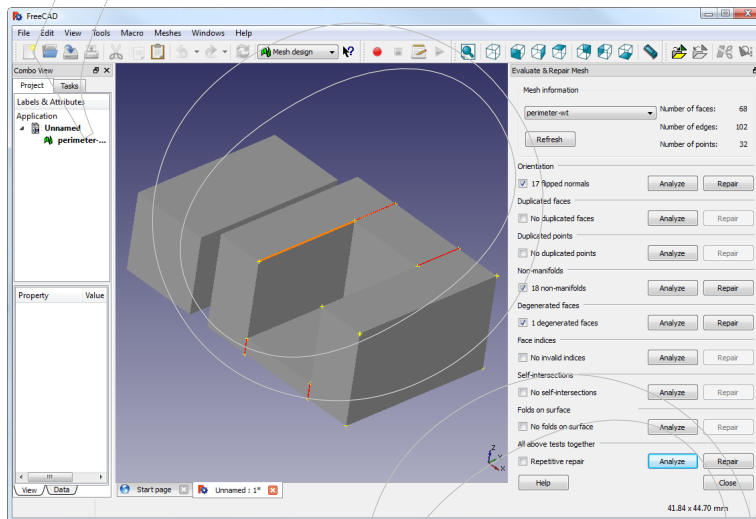 FreeCAD
File Edit View Tools Macro Meshes Windows Help
Mesh design
Combo View
Project Tasks
Labels & Attributes
Application
Unnamed
perimeter-...
Property Value
View Data
Z
Y
X
Start page
Unnamed : 1*
Evaluate & Repair Mesh
Mesh information
perimeter-wt
Number of faces: 68
Number of edges: 102
Refresh
Number of points: 32
Orientation
17 flipped normals Analyze Repair
Duplicated faces
No duplicated faces Analyze Repair
Duplicated points
No duplicated points Analyze Repair
Non-manifolds
18 non-manifolds Analyze Repair
Degenerated faces
1 degenerated faces Analyze Repair
Face indices
No invalid indices Analyze Repair
Self-intersections
No self-intersections Analyze Repair
Folds on surface
No folds on surface Analyze Repair
All above tests together
Repetitive repair Analyze Repair
Help Close
41.84 x 44.70 mm